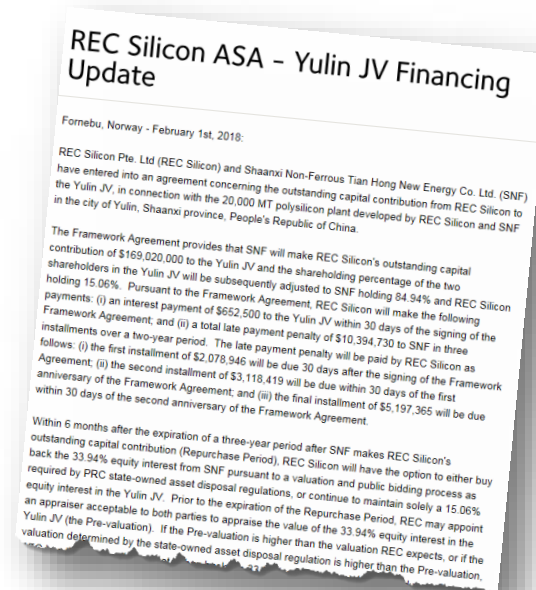 REC Silicon ASA – Yulin JV Financing
Update
Fornebu, Norway - February 1st, 2018:
REC Silicon Pte. Ltd (REC Silicon) and Shaanxi Non-Ferrous Tian Hong New Energy Co. Ltd. (SNF)
have entered into an agreement concerning the outstanding capital contribution from REC Silicon to
the Yulin JV, in connection with the 20,000 MT polysilicon plant developed by REC Silicon and SNF
in the city of Yulin, Shaanxi province, People's Republic of China.
The Framework Agreement provides that SNF will make REC Silicon's outstanding capital
contribution of $169,020,000 to the Yulin JV and the shareholding percentage of the two
shareholders in the Yulin JV will be subsequently adjusted to SNF holding 84.94% and REC Silicon
holding 15.06%. Pursuant to the Framework Agreement, REC Silicon will make the following
payments: (i) an interest payment of $652,500 to the Yulin JV within 30 days of the signing of the
Framework Agreement; and (ii) a total late payment penalty of $10,394,730 to SNF in three
installments over a two-year period. The late payment penalty will be paid by REC Silicon as
follows: (i) the first installment of $2,078,946 will be due 30 days after the signing of the Framework
Agreement; (ii) the second installment of $3,118,419 will be due within 30 days of the first
anniversary of the Framework Agreement; and (iii) the final installment of $5,197,365 will be due
within 30 days of the second anniversary of the Framework Agreement.
Within 6 months after the expiration of a three-year period after SNF makes REC Silicon's
outstanding capital contribution (Repurchase Period), REC Silicon will have the option to either buy
back the 33.94% equity interest from SNF pursuant to a valuation and public bidding process as
required by PRC state-owned asset disposal regulations, or continue to maintain solely a 15.06%
equity interest in the Yulin JV. Prior to the expiration of the Repurchase Period, REC may appoint
an appraiser acceptable to both parties to appraise the value of the 33.94% equity interest in the
Yulin JV (the Pre-valuation). If the Pre-valuation is higher than the valuation REC expects, or if the
valuation determined by the state-owned asset disposal regulation is higher than the Pre-valuation,